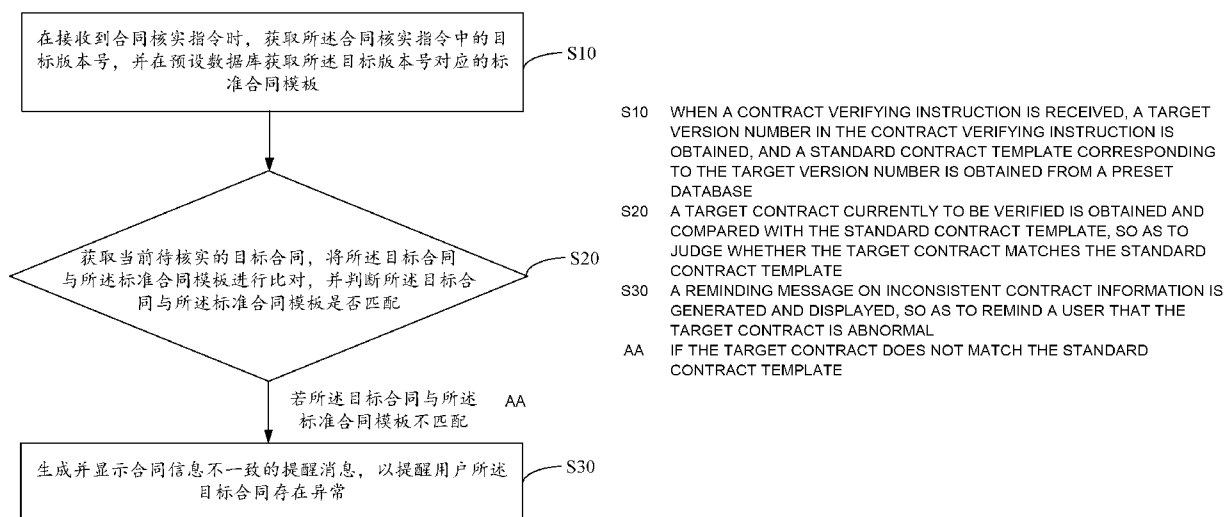 在接收到合同核实指令时，获取所述合同核实指令中的目
标版本号，并在预设数据库获取所述目标版本号对应的标
准合同模板
S10
获取当前待核实的目标合同，将所述目标合同
与所述标准合同模板进行比对，并判断所述目标合
同与所述标准合同模板是否匹配
S20
若所述目标合同与所述
标准合同模板不匹配
AA
生成并显示合同信息不一致的提醒消息，以提醒用户所述
目标合同存在异常
S30
S10 WHEN A CONTRACT VERIFYING INSTRUCTION IS RECEIVED, A TARGET
VERSION NUMBER IN THE CONTRACT VERIFYING INSTRUCTION IS
OBTAINED, AND A STANDARD CONTRACT TEMPLATE CORRESPONDING
TO THE TARGET VERSION NUMBER IS OBTAINED FROM A PRESET
DATABASE
S20 A TARGET CONTRACT CURRENTLY TO BE VERIFIED IS OBTAINED AND
COMPARED WITH THE STANDARD CONTRACT TEMPLATE, SO AS TO
JUDGE WHETHER THE TARGET CONTRACT MATCHES THE STANDARD
CONTRACT TEMPLATE
S30 A REMINDING MESSAGE ON INCONSISTENT CONTRACT INFORMATION IS
GENERATED AND DISPLAYED, SO AS TO REMIND A USER THAT THE
TARGET CONTRACT IS ABNORMAL
AA IF THE TARGET CONTRACT DOES NOT MATCH THE STANDARD
CONTRACT TEMPLATE